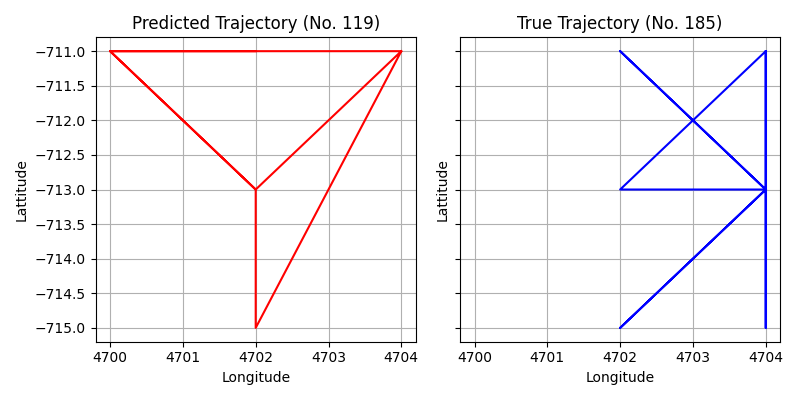 Predicted Trajectory (No. 119)
True Trajectory (No. 185)
−711.0
−711.5
−712.0
−712.5
−713.0
−713.5
−714.0
−714.5
−715.0
Lattitude
Lattitude
4700 4701 4702 4703 4704
4700 4701 4702 4703 4704
Longitude
Longitude